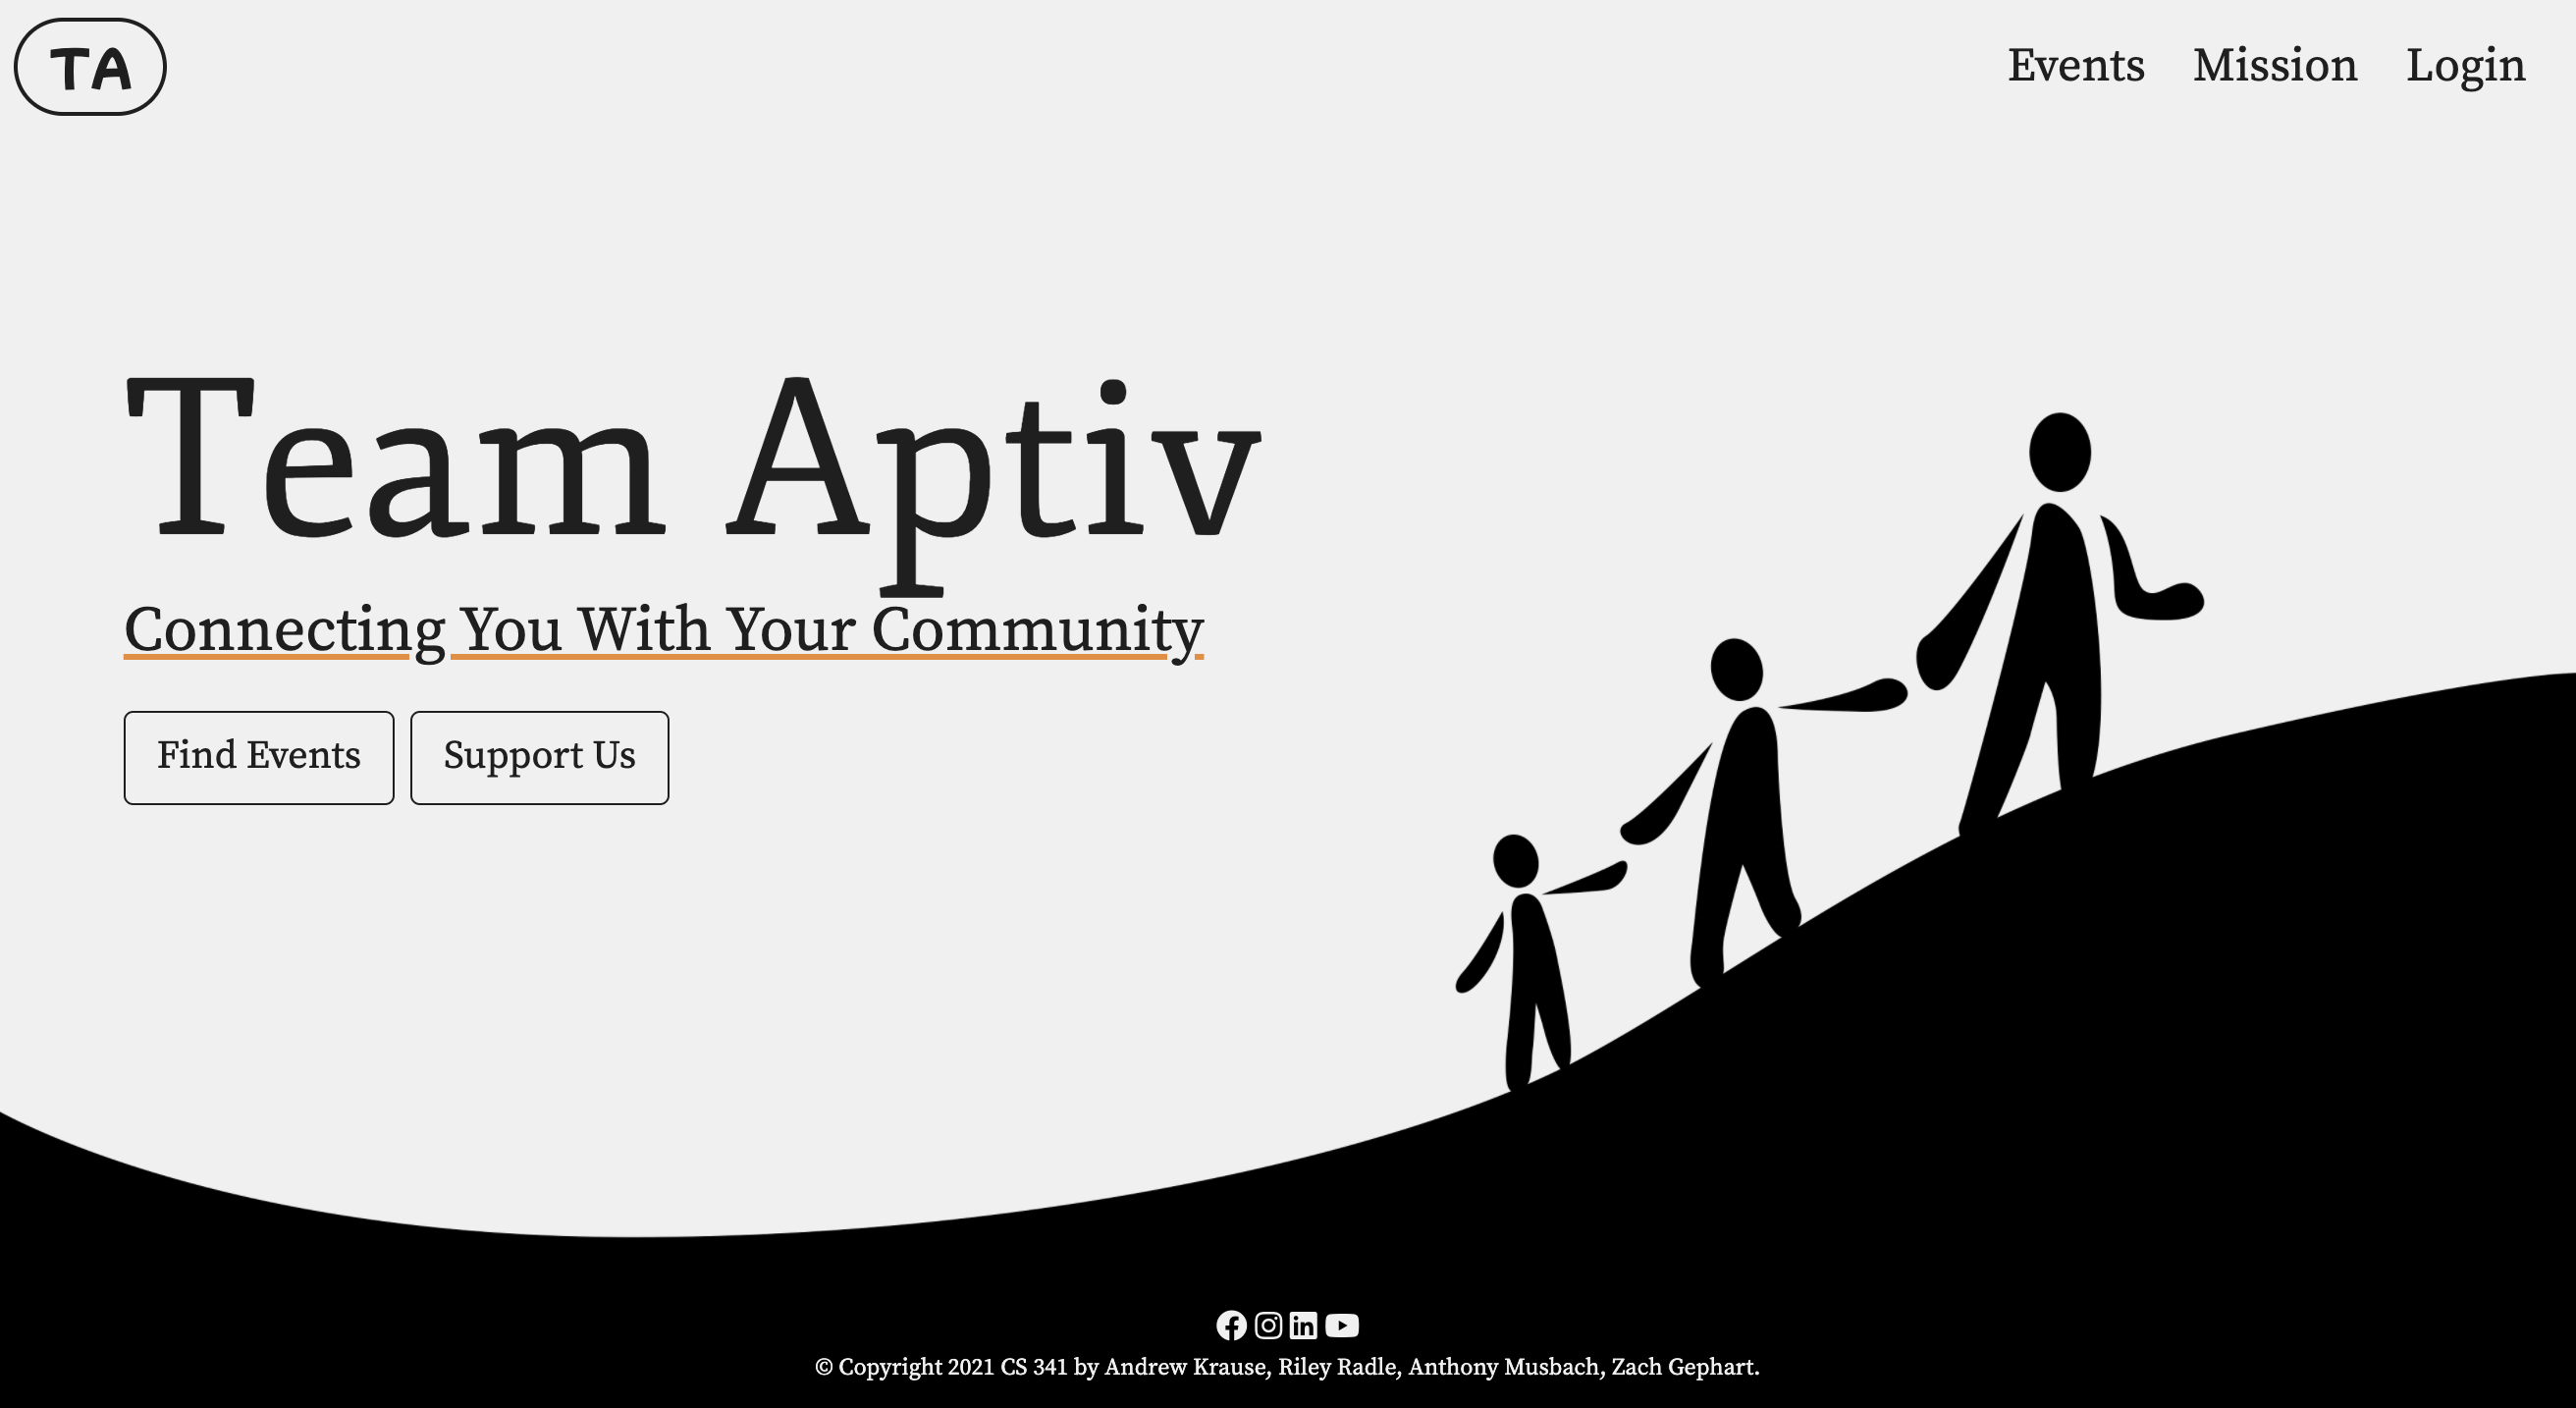 TA
Events Mission Login
Team Aptiv
Connecting You With Your Community
Find Events Support Us
© Copyright 2021 CS 341 by Andrew Krause, Riley Radle, Anthony Musbach, Zach Gephart.